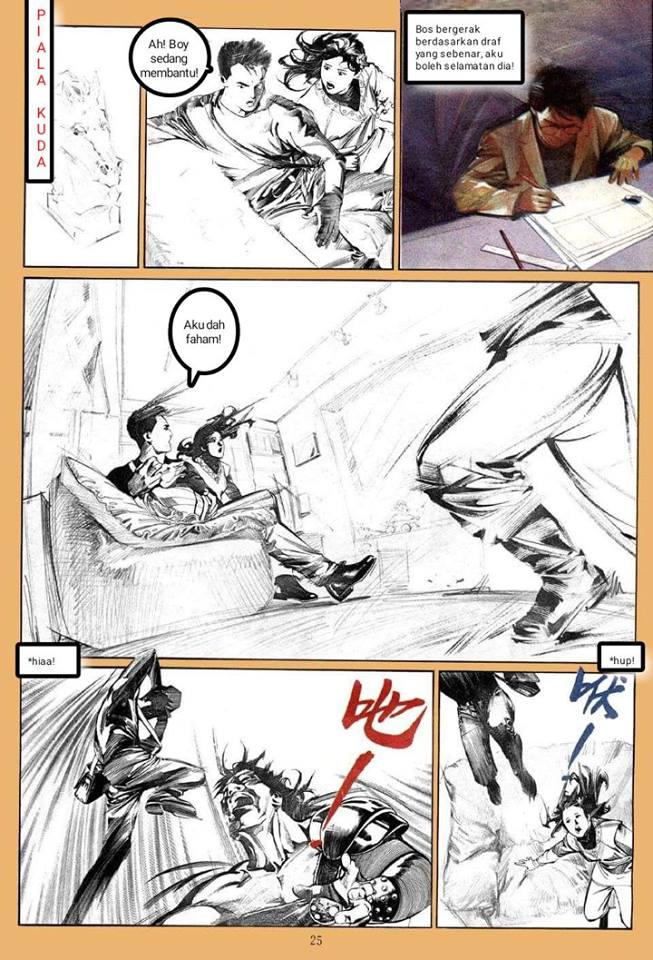 PIALA KUDA
Ah! Boy
sedang
membantu!
Bos bergerak
berdasarkan draf
yang sebenar, aku
boleh selamatan dia!
Aku dah
faham!
*hiaa!
*hup!
吔
25